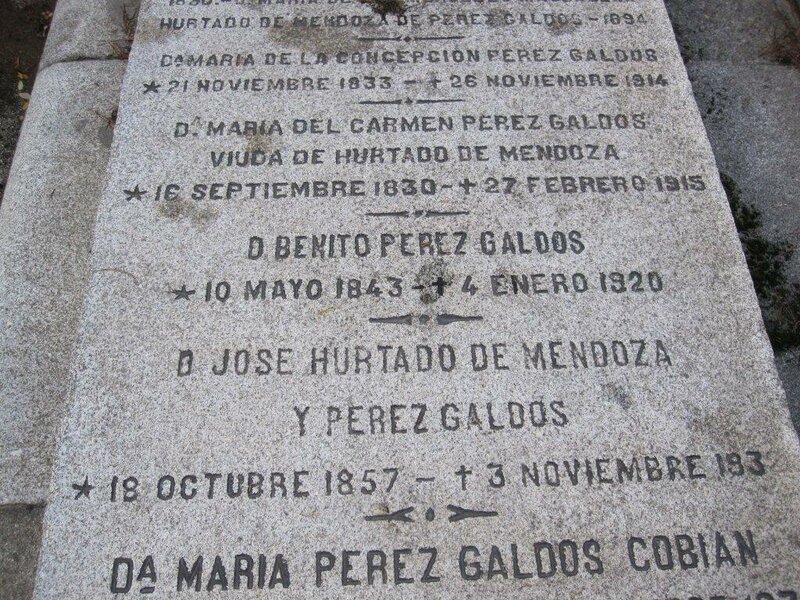 HURTADO DE MENDOZA DE PEREZ GALDOS - 1894
Dª MARIA DE LA CONCEPCION PEREZ GALDOS
★ 21 NOVIEMBRE 1833 - ✝ 26 NOVIEMBRE 1914
Dª MARIA DEL CARMEN PEREZ GALDOS
VIUDA DE HURTADO DE MENDOZA
★ 16 SEPTIEMBRE 1830 - ✝ 27 FEBRERO 1915
D BENITO PEREZ GALDOS
★ 10 MAYO 1843 - ✝ 4 ENERO 1920
D JOSE HURTADO DE MENDOZA
Y PEREZ GALDOS
★ 18 OCTUBRE 1857 - ✝ 3 NOVIEMBRE 193
Dª MARIA PEREZ GALDOS COBIAN